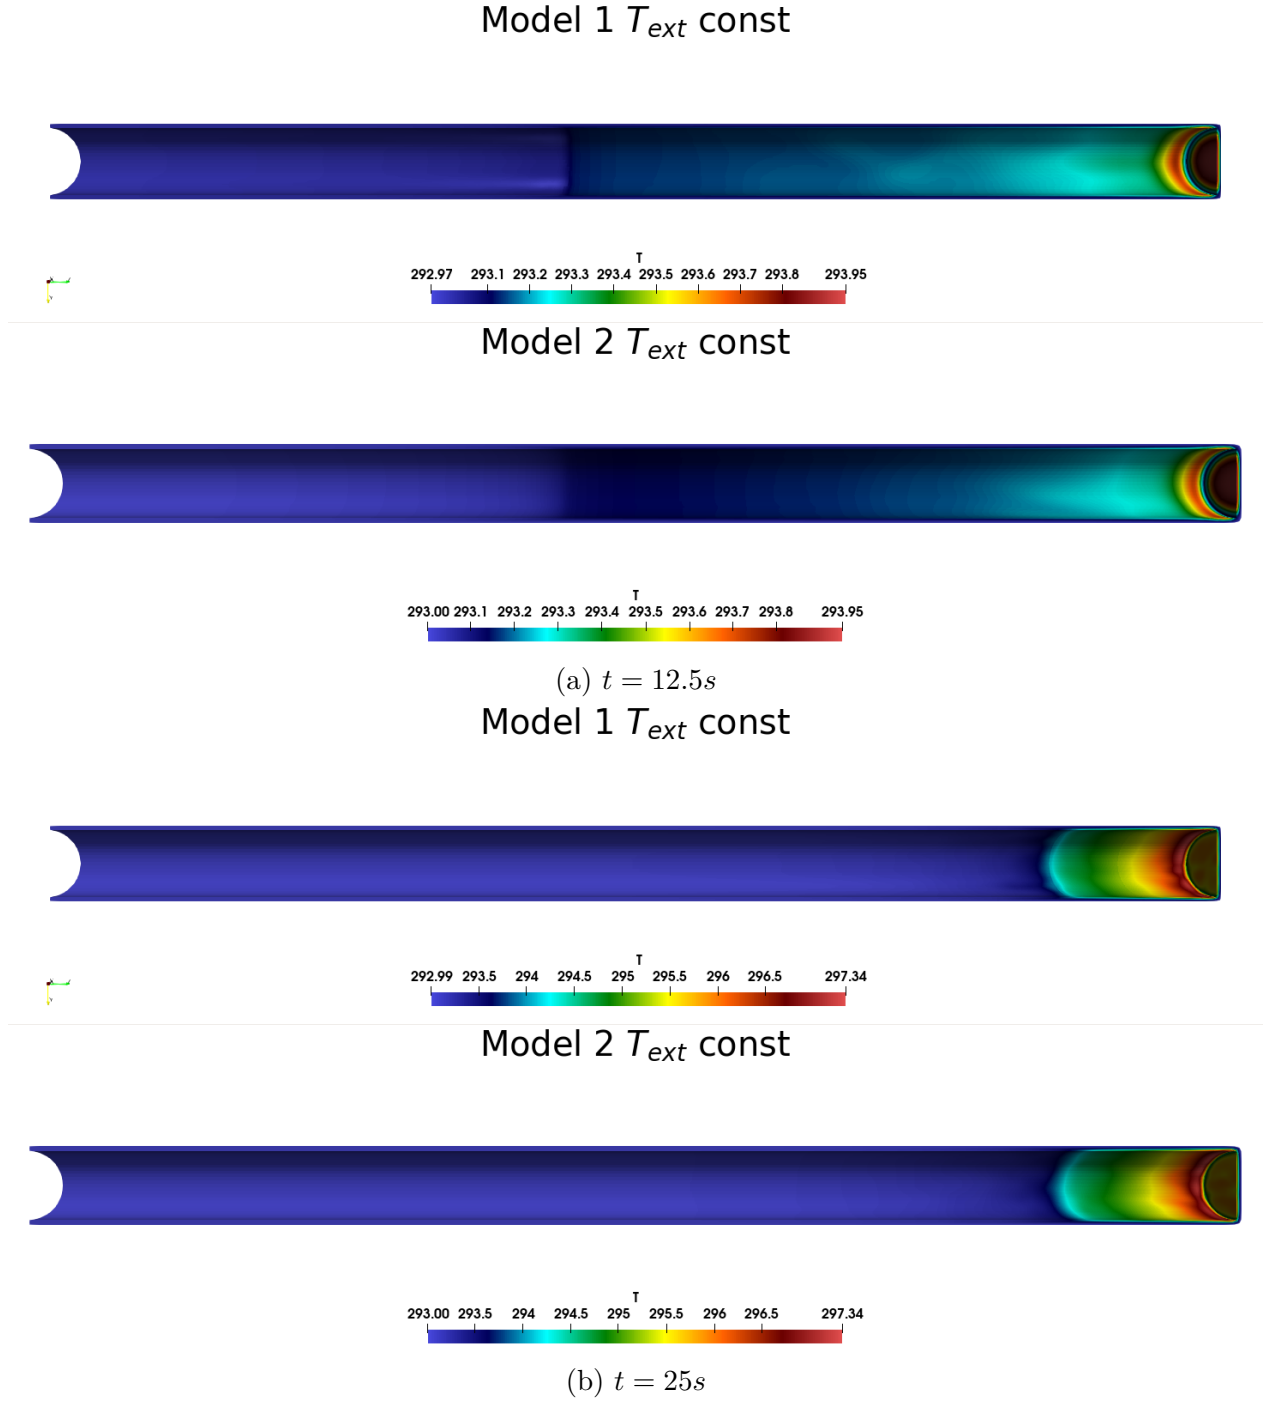 Model 1 T_ext const
T
292.97 293.1 293.2 293.3 293.4 293.5 293.6 293.7 293.8 293.95
Model 2 T_ext const
T
293.00 293.1 293.2 293.3 293.4 293.5 293.6 293.7 293.8 293.95
(a) t = 12.5s
Model 1 T_ext const
T
292.99 293.5 294 294.5 295 295.5 296 296.5 297.34
Model 2 T_ext const
T
293.00 293.5 294 294.5 295 295.5 296 296.5 297.34
(b) t = 25s